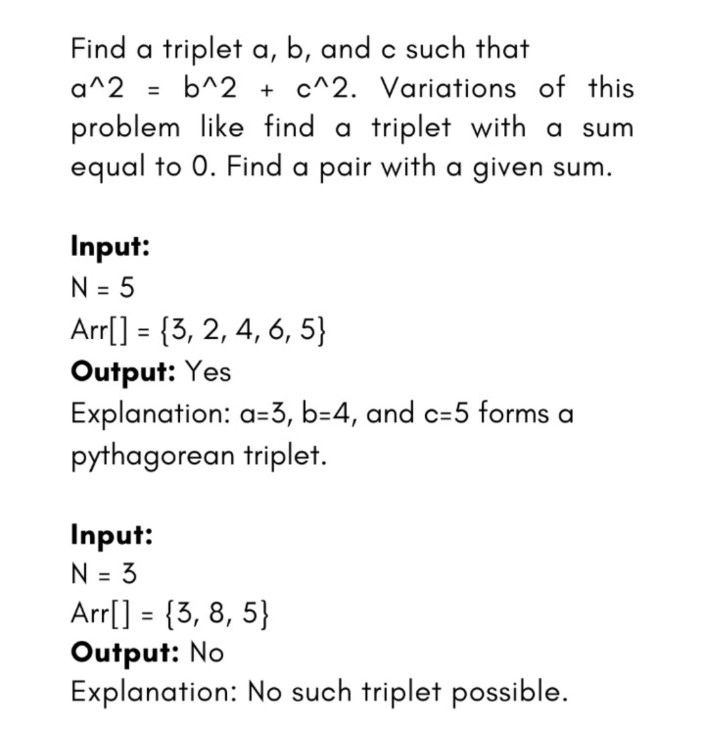 Find a triplet a, b, and c such that
a^2 = b^2 + c^2. Variations of this
problem like find a triplet with a sum
equal to 0. Find a pair with a given sum.
Input:
N = 5
Arr[] = {3, 2, 4, 6, 5}
Output: Yes
Explanation: a=3, b=4, and c=5 forms a
pythagorean triplet.
Input:
N = 3
Arr[] = {3, 8, 5}
Output: No
Explanation: No such triplet possible.